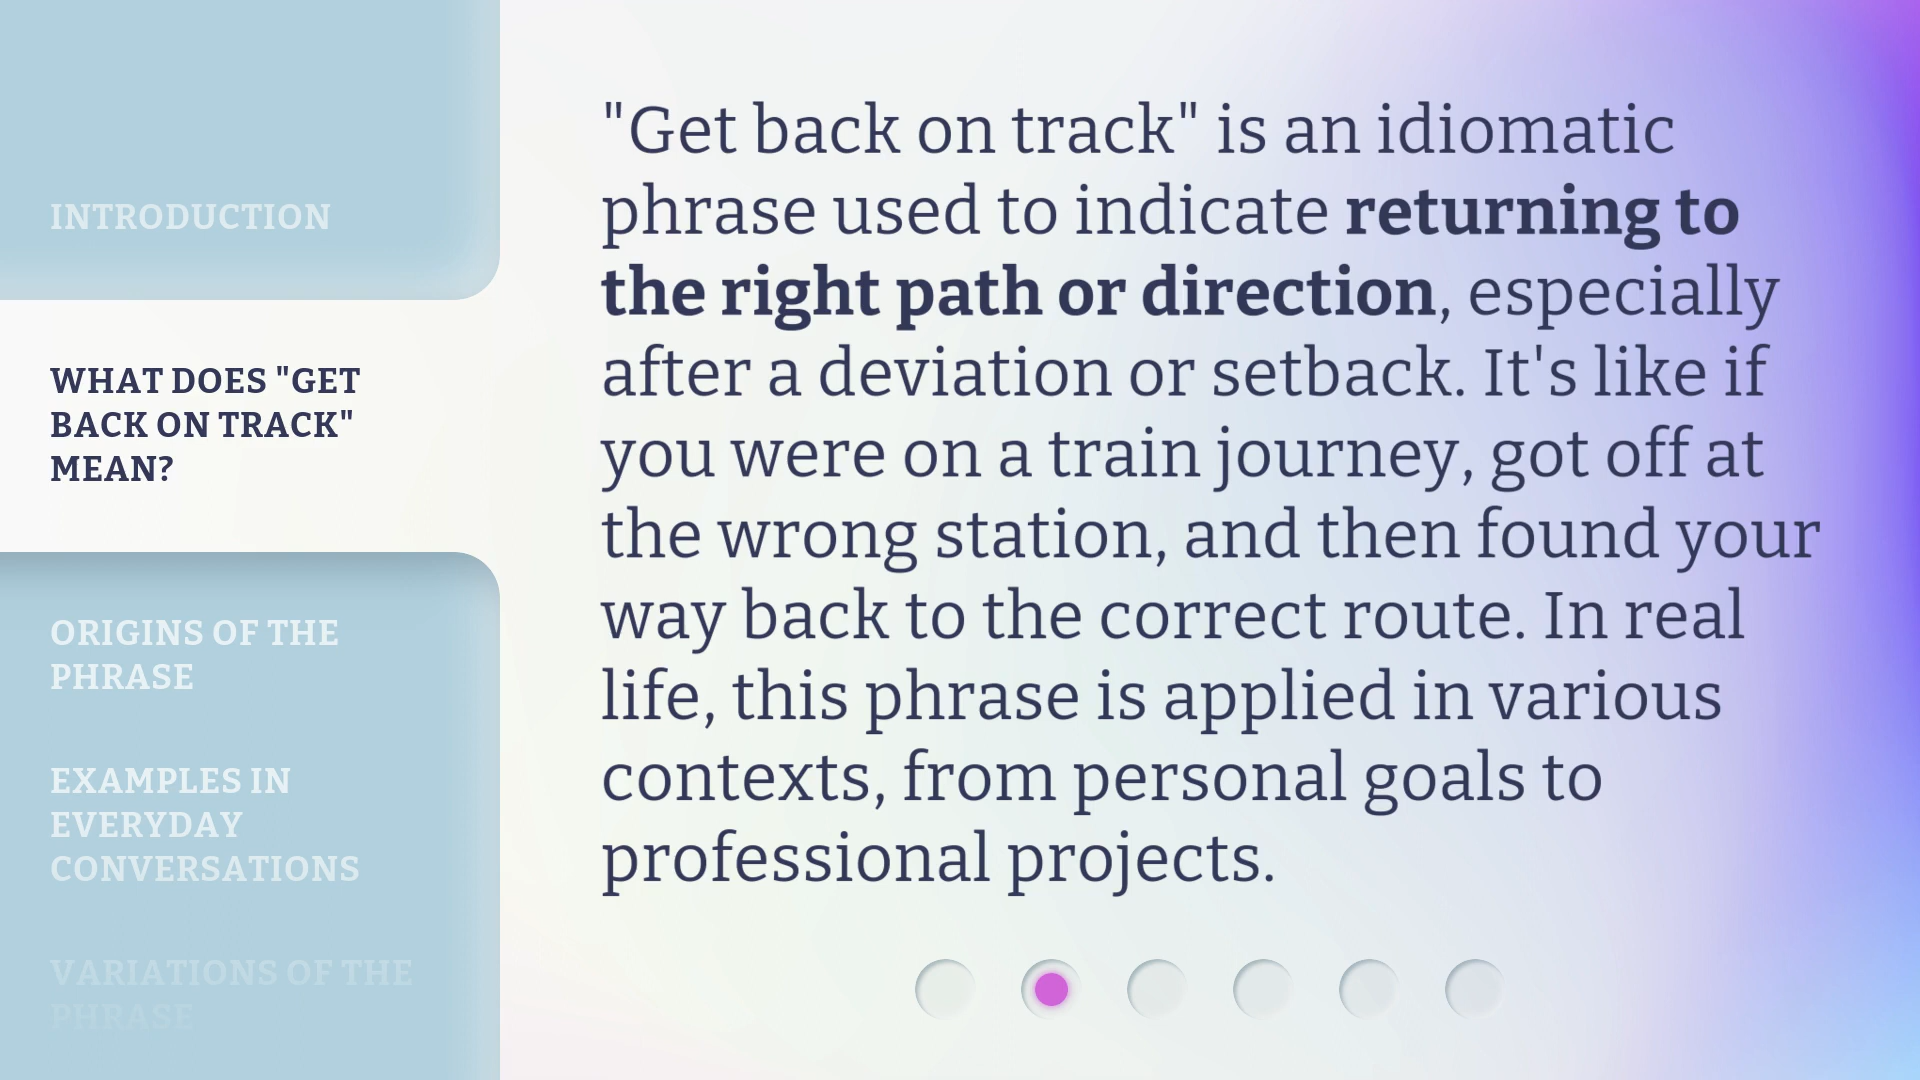 INTRODUCTION
WHAT DOES "GET
BACK ON TRACK"
MEAN?
ORIGINS OF THE
PHRASE
EXAMPLES IN
EVERYDAY
CONVERSATIONS
VARIATIONS OF THE
PHRASE
"Get back on track" is an idiomatic
phrase used to indicate returning to
the right path or direction, especially
after a deviation or setback. It's like if
you were on a train journey, got off at
the wrong station, and then found your
way back to the correct route. In real
life, this phrase is applied in various
contexts, from personal goals to
professional projects.